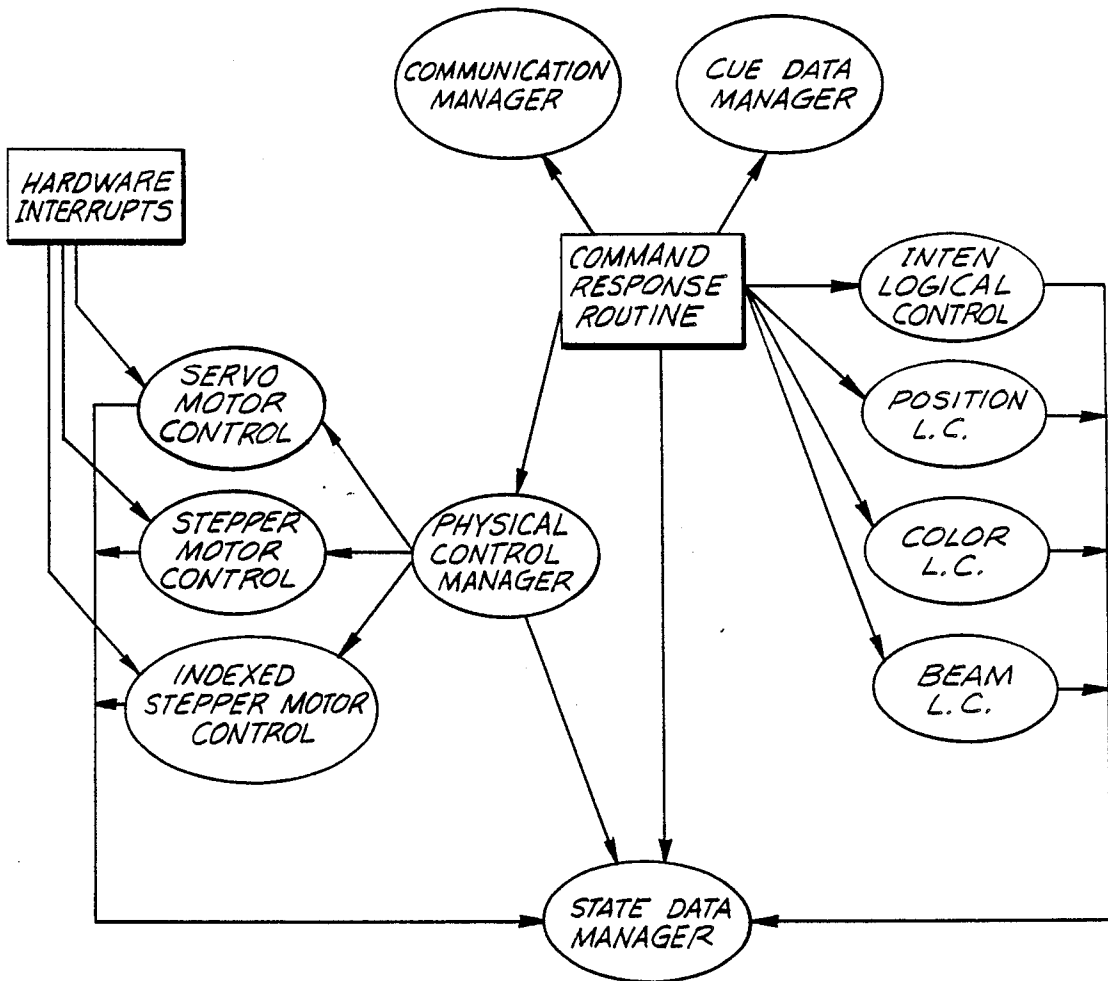 COMMUNICATION
MANAGER
CUE DATA
MANAGER
HARDWARE
INTERRUPTS
COMMAND
RESPONSE
ROUTINE
INTEN
LOGICAL
CONTROL
SERVO
MOTOR
CONTROL
POSITION
L.C.
STEPPER
MOTOR
CONTROL
PHYSICAL
CONTROL
MANAGER
COLOR
L.C.
INDEXED
STEPPER MOTOR
CONTROL
BEAM
L.C.
STATE DATA
MANAGER